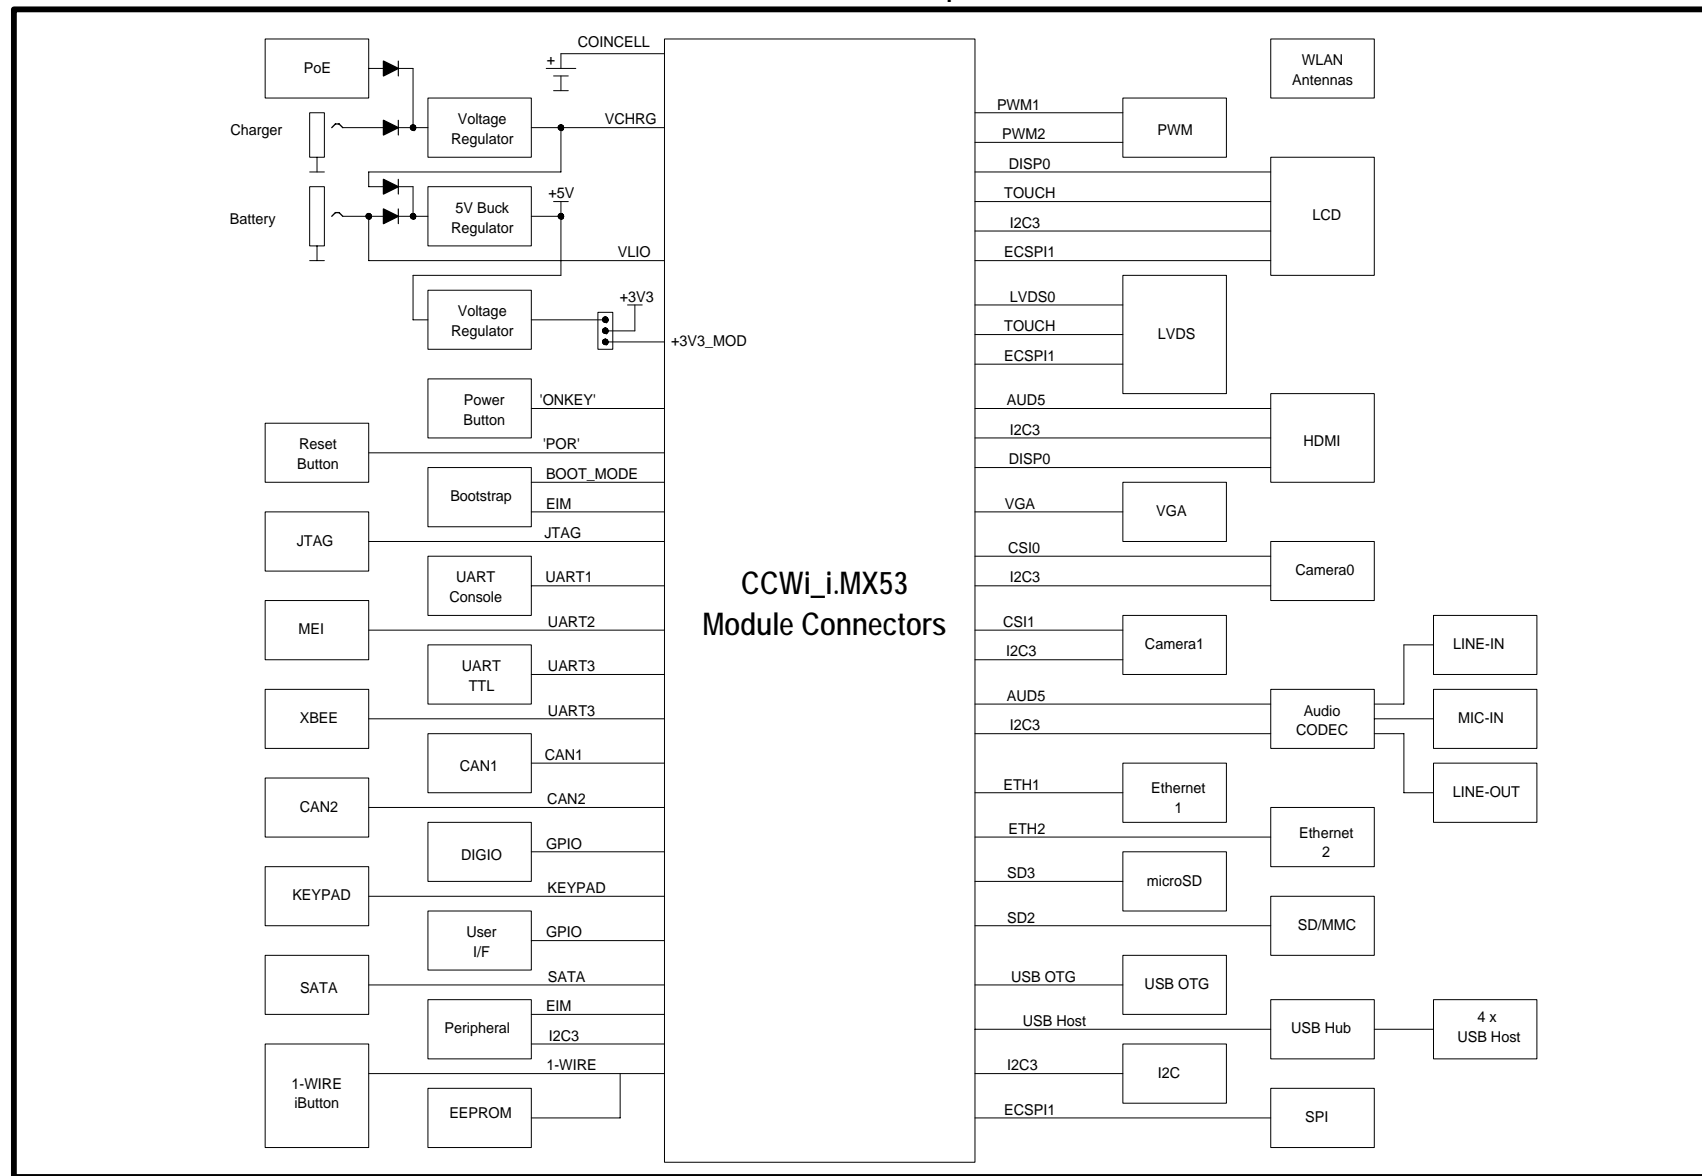 COINCELL
+
PoE
WLAN
Antennas
Charger
Voltage
Regulator
VCHRG
PWM1
PWM2
PWM
+5V
Battery
5V Buck
Regulator
VLIO
DISP0
TOUCH
I2C3
ECSPI1
LCD
Voltage
Regulator
+3V3
+3V3_MOD
LVDS0
TOUCH
ECSPI1
LVDS
Power
Button
'ONKEY'
AUD5
I2C3
DISP0
HDMI
Reset
Button
'POR'
Bootstrap
BOOT_MODE
EIM
VGA
VGA
JTAG
JTAG
CSI0
I2C3
Camera0
UART
Console
UART1
CCWi_i.MX53
Module Connectors
MEI
UART2
CSI1
I2C3
Camera1
LINE-IN
UART
TTL
UART3
XBEE
UART3
AUD5
I2C3
Audio
CODEC
MIC-IN
CAN1
CAN1
LINE-OUT
CAN2
CAN2
ETH1
Ethernet
1
DIGIO
GPIO
ETH2
Ethernet
2
KEYPAD
KEYPAD
SD3
microSD
User
I/F
GPIO
SD2
SD/MMC
SATA
SATA
USB OTG
USB OTG
Peripheral
EIM
I2C3
USB Host
USB Hub
4 x
USB Host
1-WIRE
iButton
1-WIRE
I2C3
I2C
EEPROM
ECSPI1
SPI